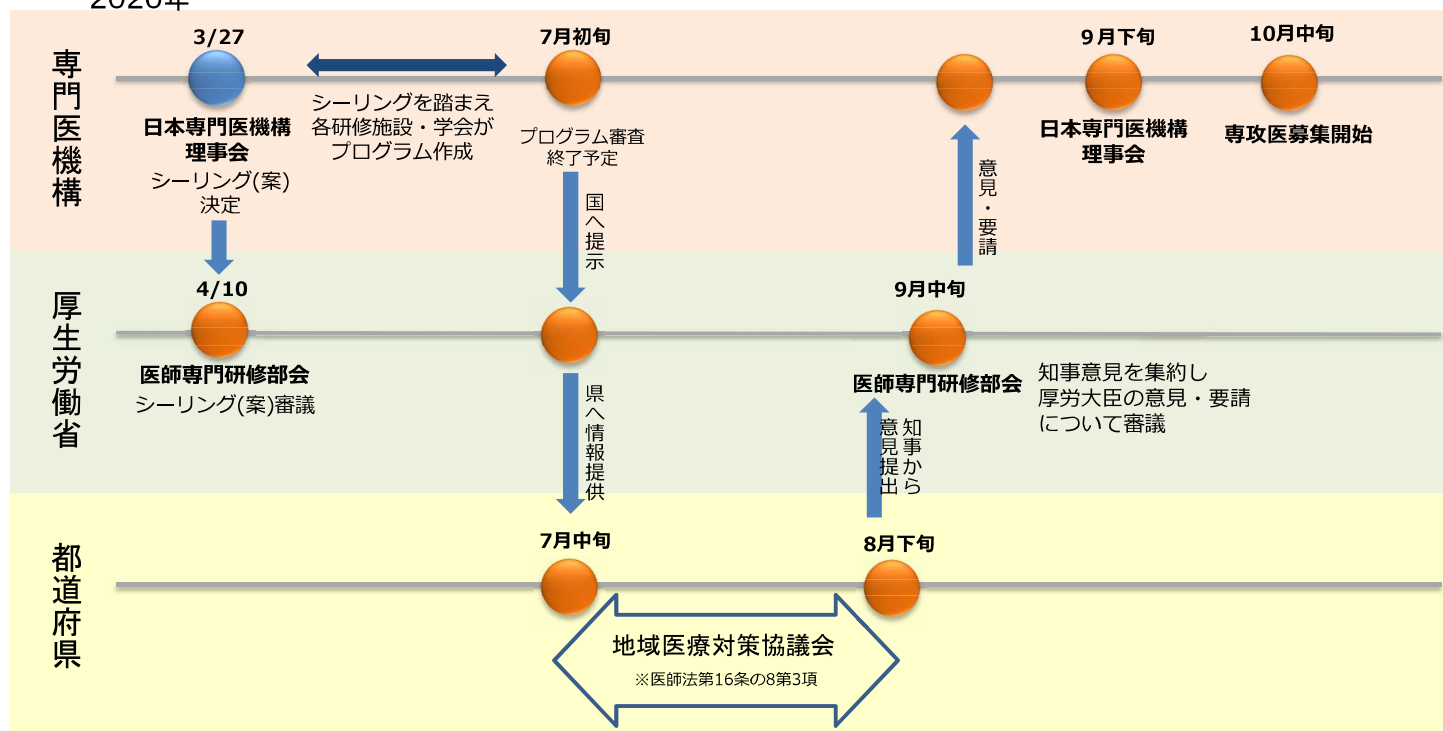 2020年
専門医機構
3/27
日本専門医機構
理事会
シーリング(案)
決定
シーリングを踏まえ
各研修施設・学会が
プログラム作成
7月初旬
プログラム審査
終了予定
国へ提示
意見・要請
9月下旬
日本専門医機構
理事会
10月中旬
専攻医募集開始
厚生労働省
4/10
医師専門研修部会
シーリング(案)審議
県へ情報提供
9月中旬
医師専門研修部会
知事意見を集約し
厚労大臣の意見・要請
について審議
知事から
意見提出
都道府県
7月中旬
8月下旬
地域医療対策協議会
※医師法第16条の8第3項